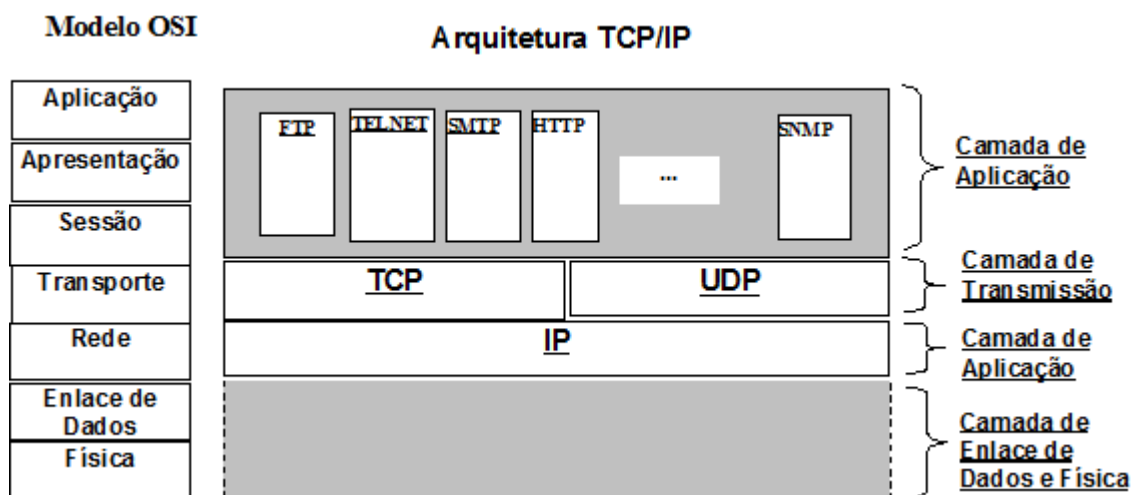 Modelo OSI
Arquitetura TCP/IP
Aplicação
Apresentação
Sessão
Transporte
Rede
Enlace de
Dados
Física
FTP
TELNET
SMTP
HTTP
...
SNMP
TCP
UDP
IP
Camada de
Aplicação
Camada de
Transmissão
Camada de
Aplicação
Camada de
Enlace de
Dados e Física